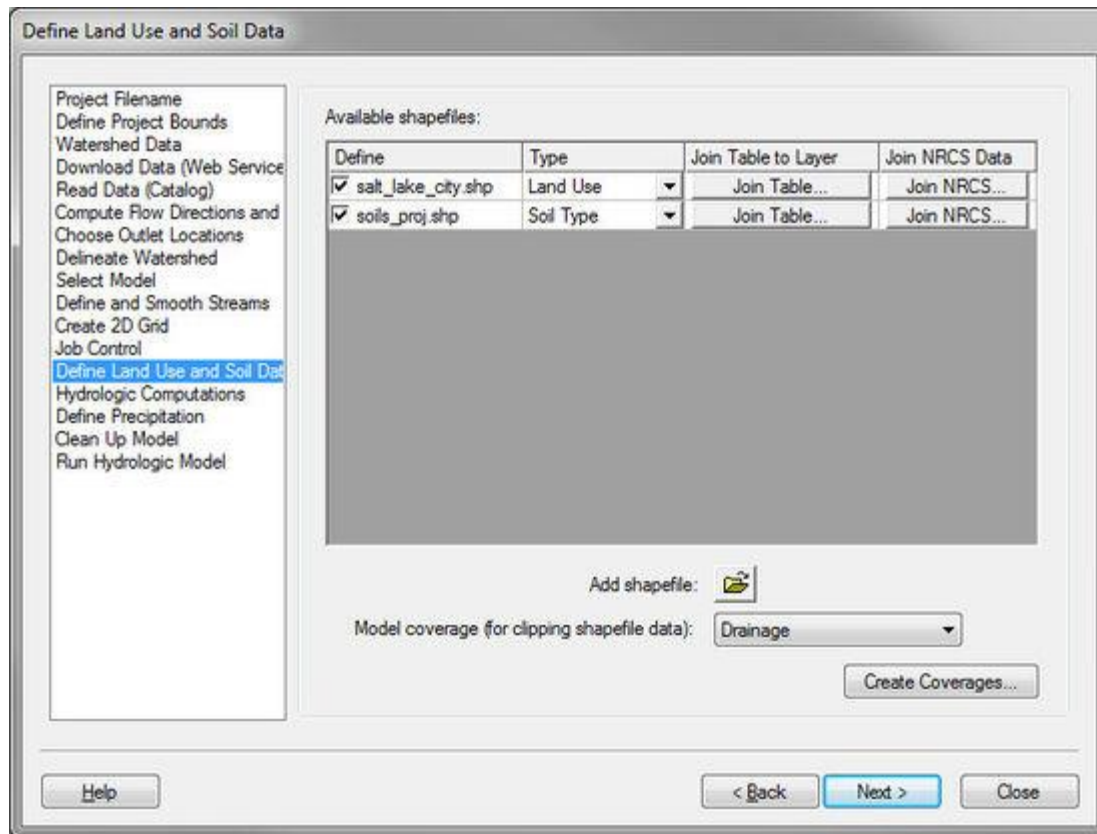 Define Land Use and Soil Data
Project Filename
Define Project Bounds
Watershed Data
Download Data (Web Service
Read Data (Catalog)
Compute Flow Directions and
Choose Outlet Locations
Delineate Watershed
Select Model
Define and Smooth Streams
Create 2D Grid
Job Control
Define Land Use and Soil Dat
Hydrologic Computations
Define Precipitation
Clean Up Model
Run Hydrologic Model
Available shapefiles:
Define Type Join Table to Layer Join NRCS Data
salt_lake_city.shp Land Use Join Table... Join NRCS...
soils_proj.shp Soil Type Join Table... Join NRCS...
Add shapefile:
Model coverage (for clipping shapefile data): Drainage
Create Coverages...
Help < Back Next > Close